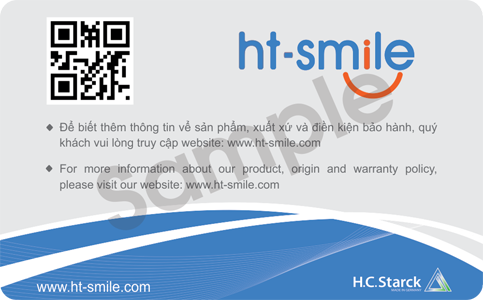 ht-smile
Để biết thêm thông tin về sản phẩm, xuất xứ và điền kiện bảo hành, quý
khách vui lòng truy cập website: www.ht-smile.com
For more information about our product, origin and warranty policy,
please visit our website: www.ht-smile.com
Sample
www.ht-smile.com
H.C.Starck